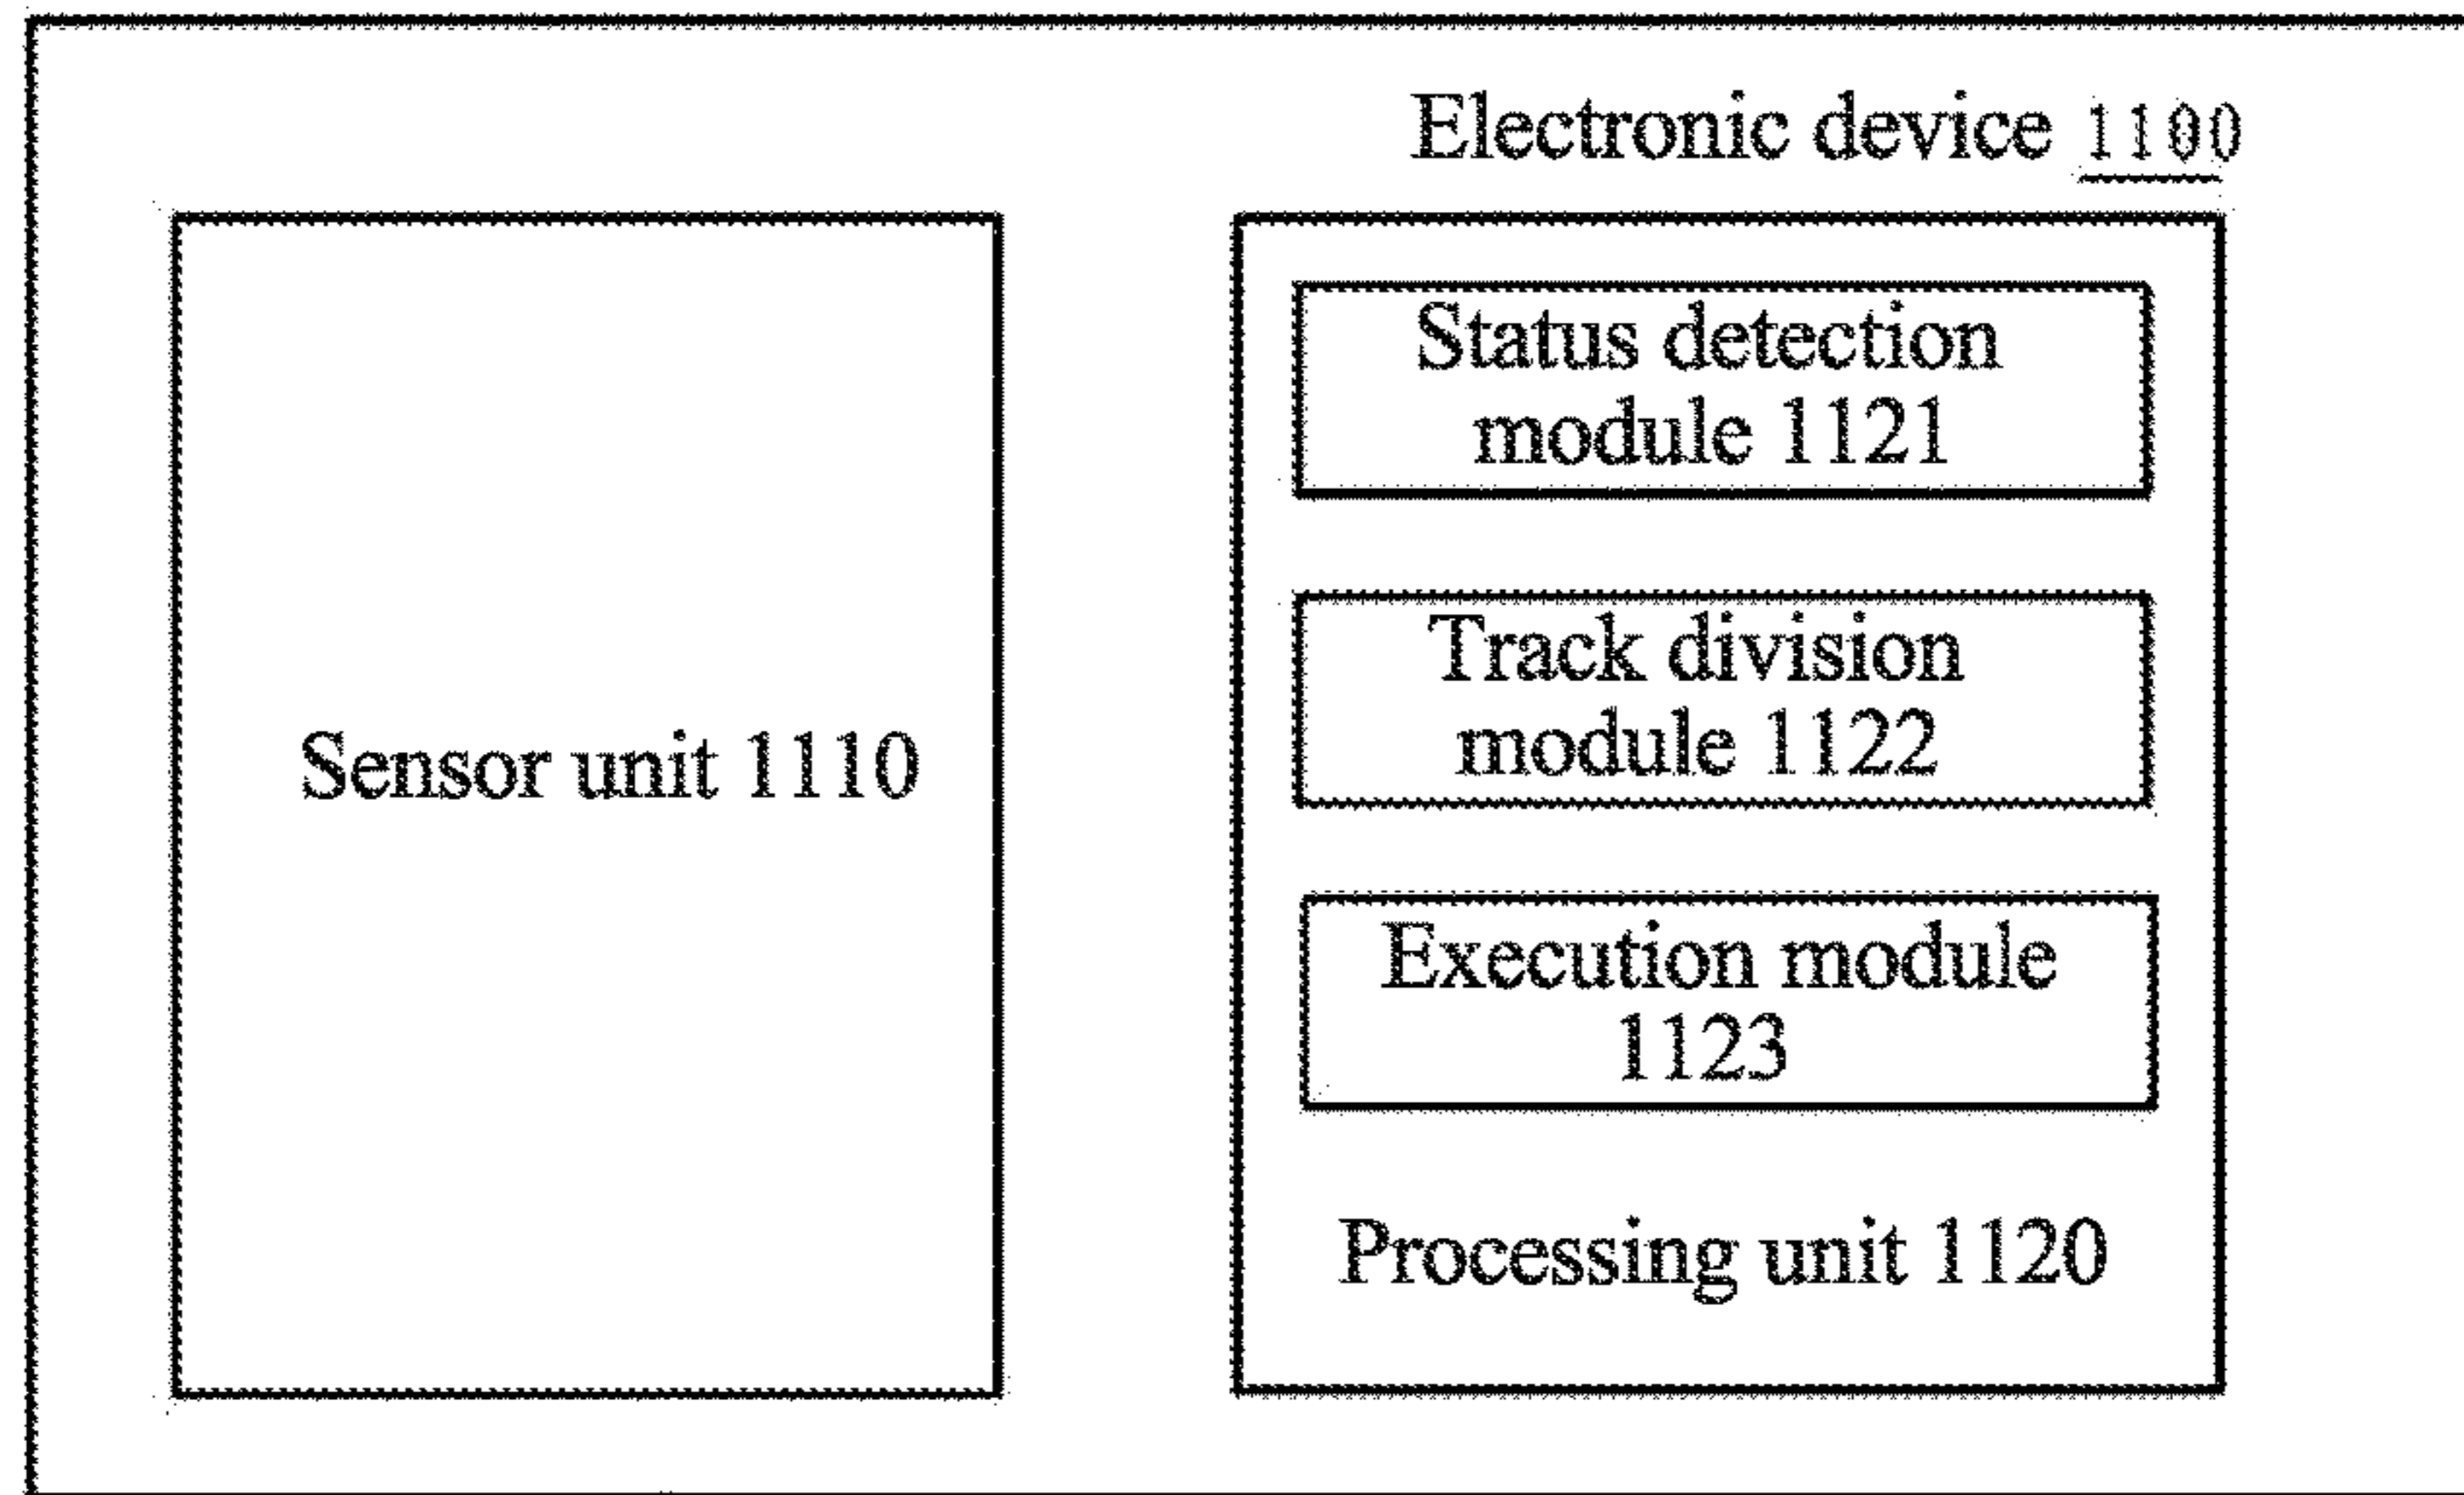 Electronic device 1100
Sensor unit 1110
Status detection
module 1121
Track division
module 1122
Execution module
1123
Processing unit 1120